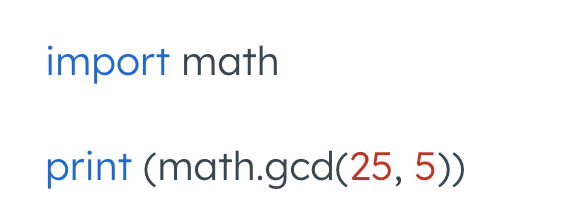 import math
print (math.gcd(25, 5))